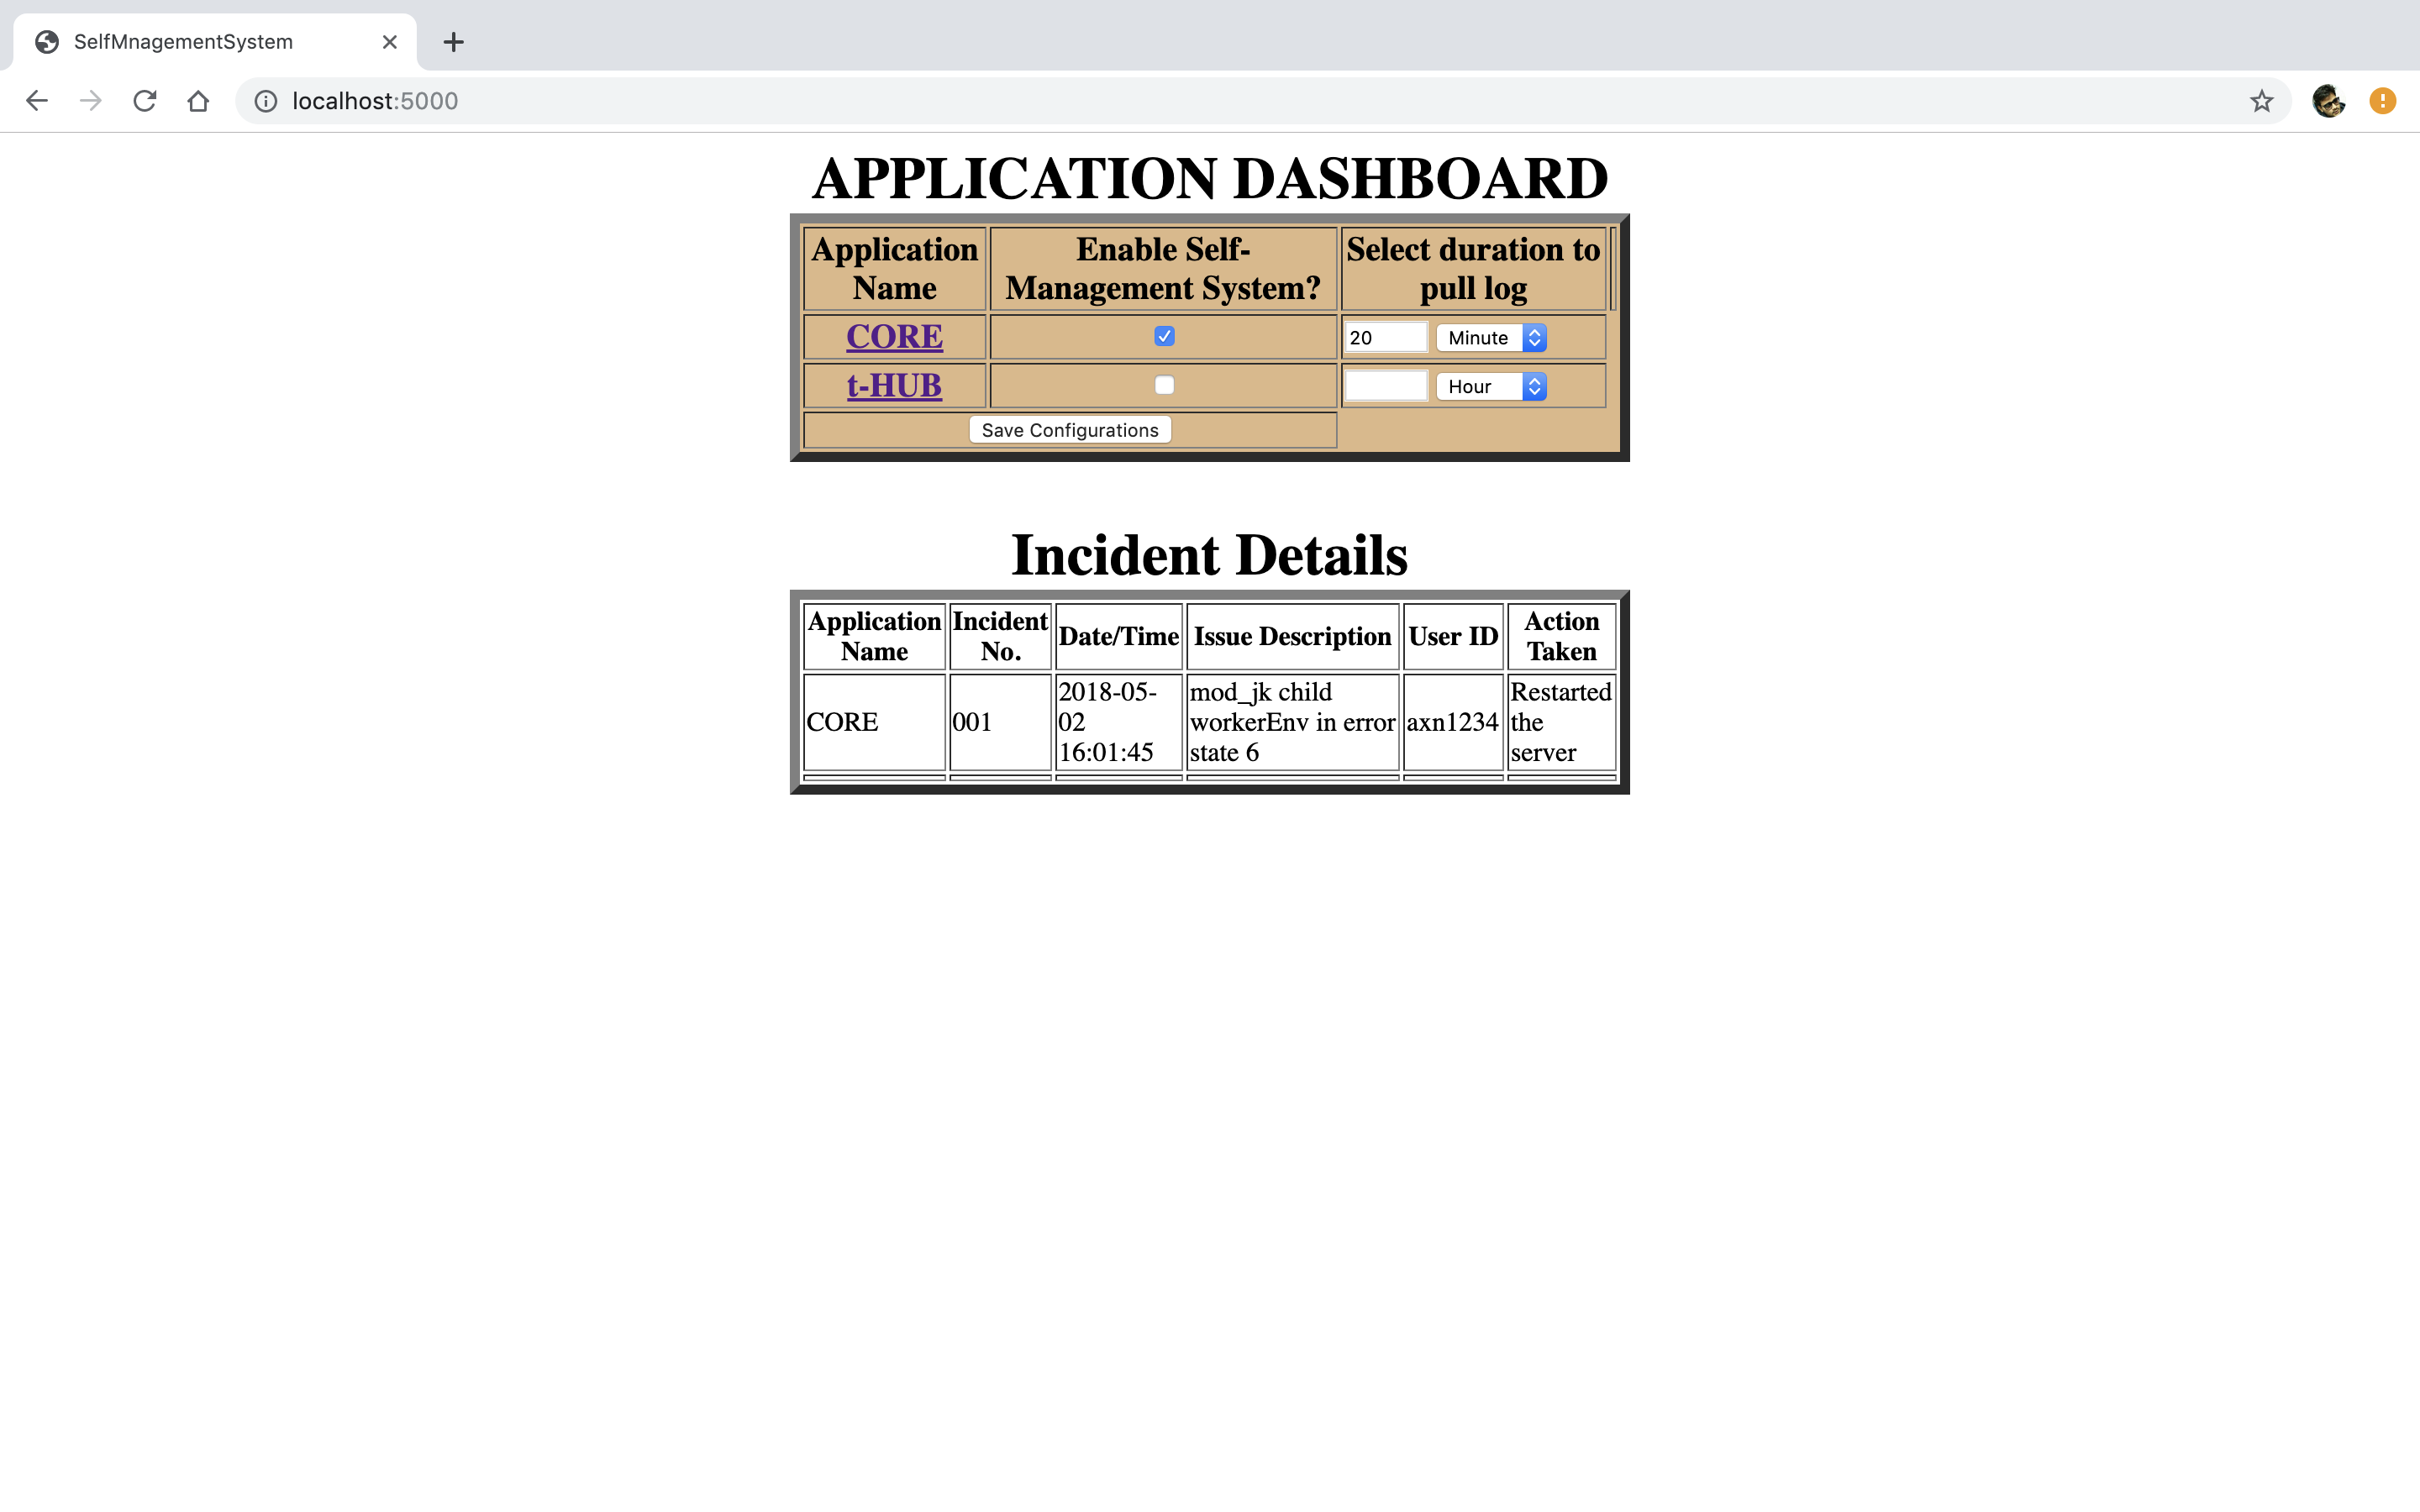 SelfMnagementSystem
localhost:5000
APPLICATION DASHBOARD
Application Name
Enable Self-Management System?
Select duration to pull log
CORE
20
Minute
t-HUB
Hour
Save Configurations
Incident Details
Application Name
Incident No.
Date/Time
Issue Description
User ID
Action Taken
CORE
001
2018-05-02 16:01:45
mod_jk child workerEnv in error state 6
axn1234
Restarted the server